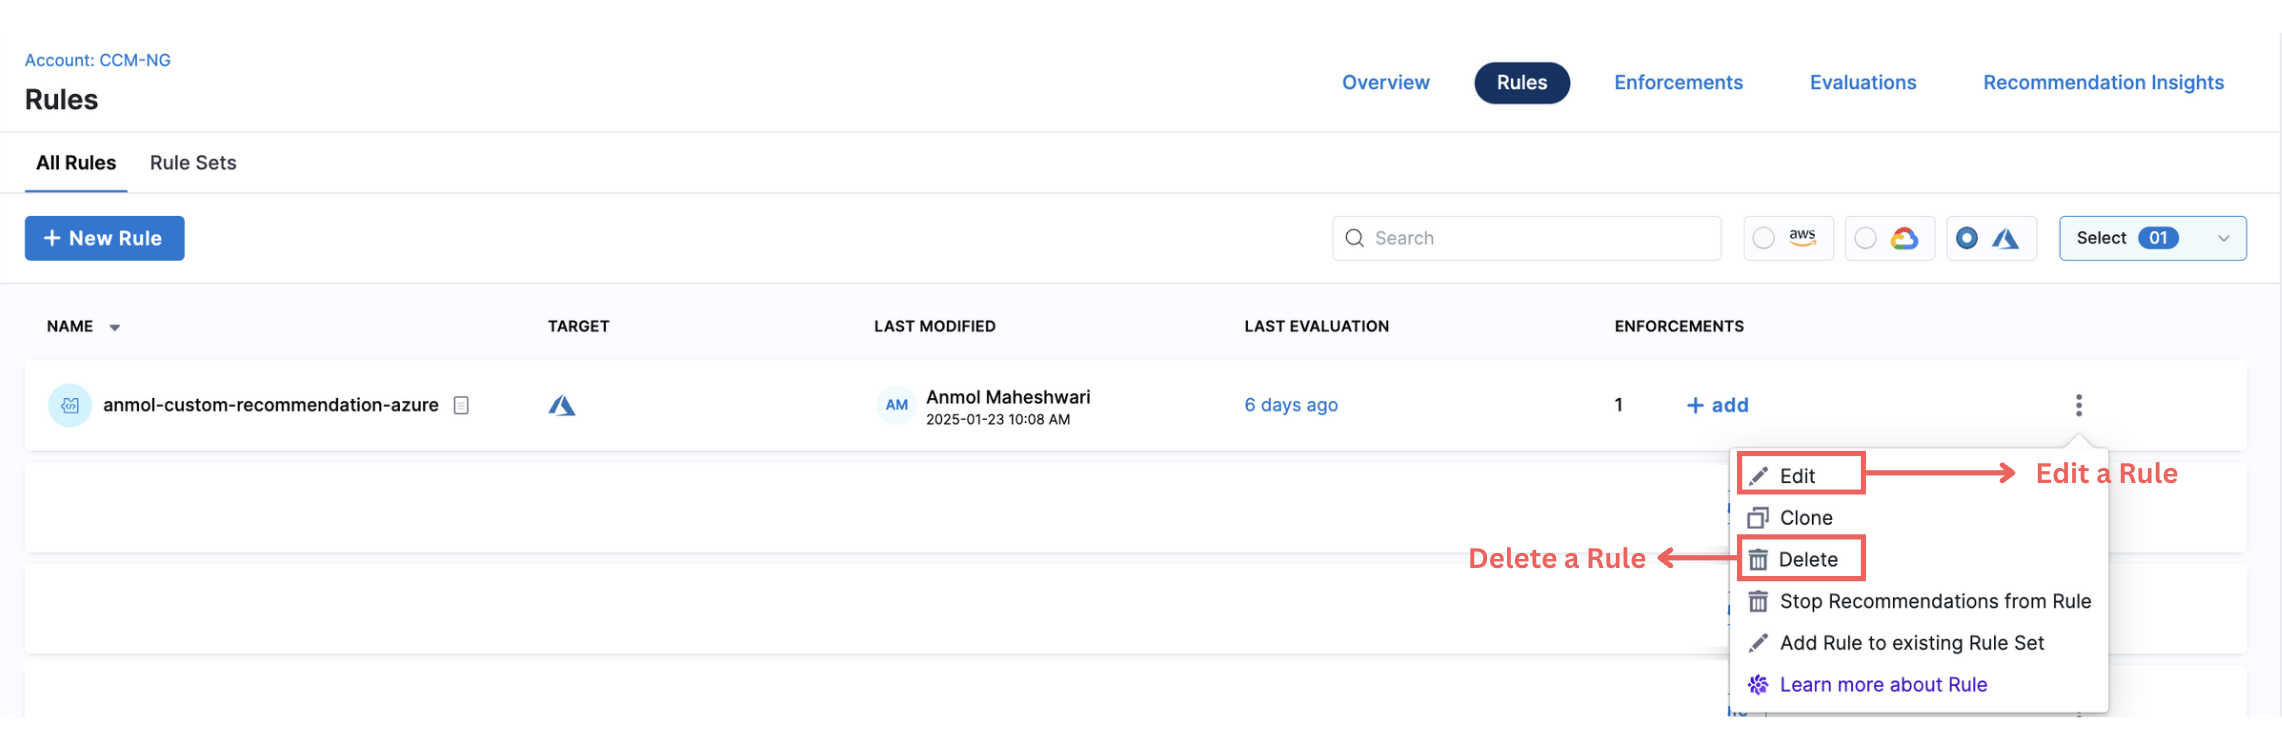 Account: CCM-NG
Rules
Overview
Rules
Enforcements
Evaluations
Recommendation Insights
All Rules
Rule Sets
+ New Rule
Search
aws
Select 01
NAME
TARGET
LAST MODIFIED
LAST EVALUATION
ENFORCEMENTS
anmol-custom-recommendation-azure
AM
Anmol Maheshwari
2025-01-23 10:08 AM
6 days ago
1
+ add
Edit
Edit a Rule
Clone
Delete a Rule
Delete
Stop Recommendations from Rule
Add Rule to existing Rule Set
Learn more about Rule